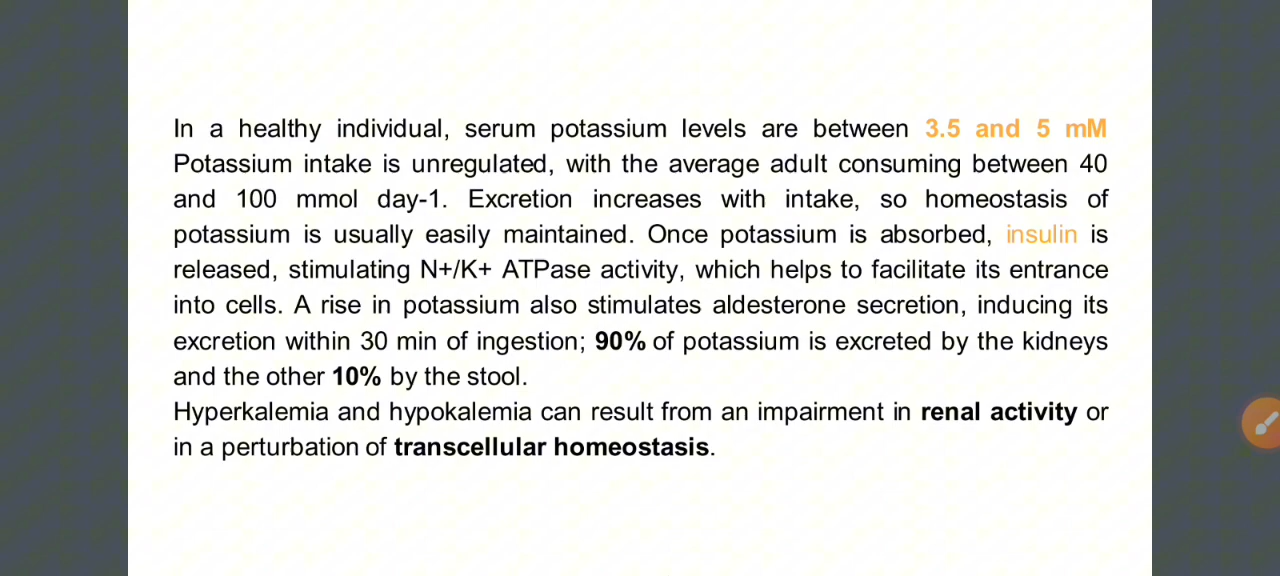 In a healthy individual, serum potassium levels are between 3.5 and 5 mM
Potassium intake is unregulated, with the average adult consuming between 40
and 100 mmol day-1. Excretion increases with intake, so homeostasis of
potassium is usually easily maintained. Once potassium is absorbed, insulin is
released, stimulating N+/K+ ATPase activity, which helps to facilitate its entrance
into cells. A rise in potassium also stimulates aldesterone secretion, inducing its
excretion within 30 min of ingestion; 90% of potassium is excreted by the kidneys
and the other 10% by the stool.
Hyperkalemia and hypokalemia can result from an impairment in renal activity or
in a perturbation of transcellular homeostasis.